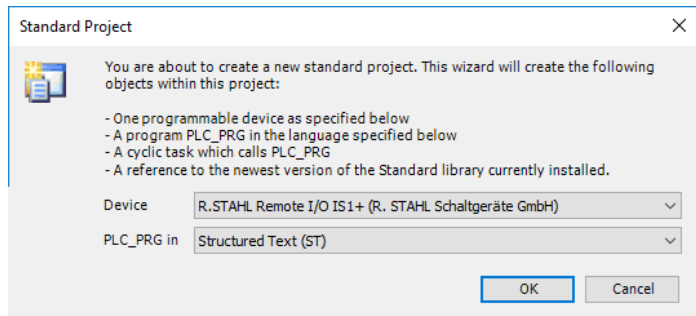 Standard Project
You are about to create a new standard project. This wizard will create the following
objects within this project:
- One programmable device as specified below
- A program PLC_PRG in the language specified below
- A cyclic task which calls PLC_PRG
- A reference to the newest version of the Standard library currently installed.
Device R.STAHL Remote I/O IS1+ (R. STAHL Schaltgeräte GmbH)
PLC_PRG in Structured Text (ST)
OK Cancel